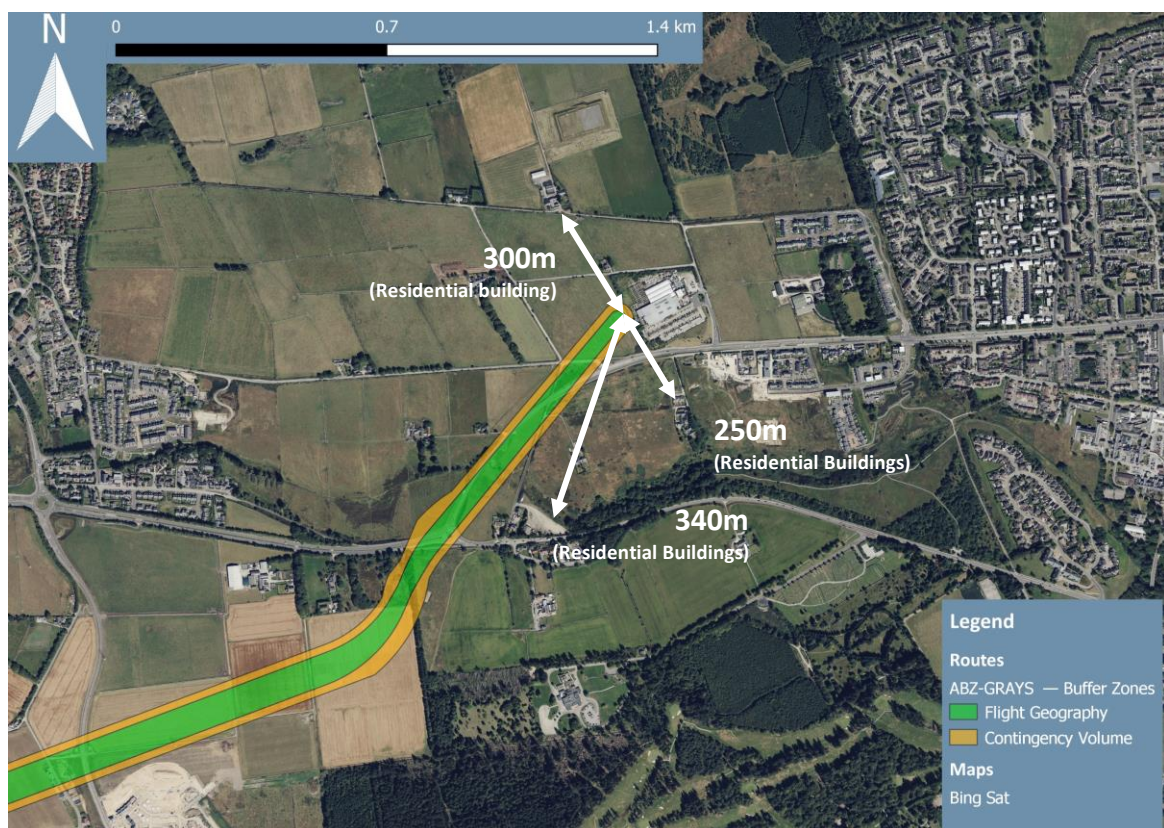 N
0 0.7 1.4 km
300m
(Residential building)
250m
(Residential Buildings)
340m
(Residential Buildings)
Legend
Routes
ABZ-GRAYS — Buffer Zones
Flight Geography
Contingency Volume
Maps
Bing Sat